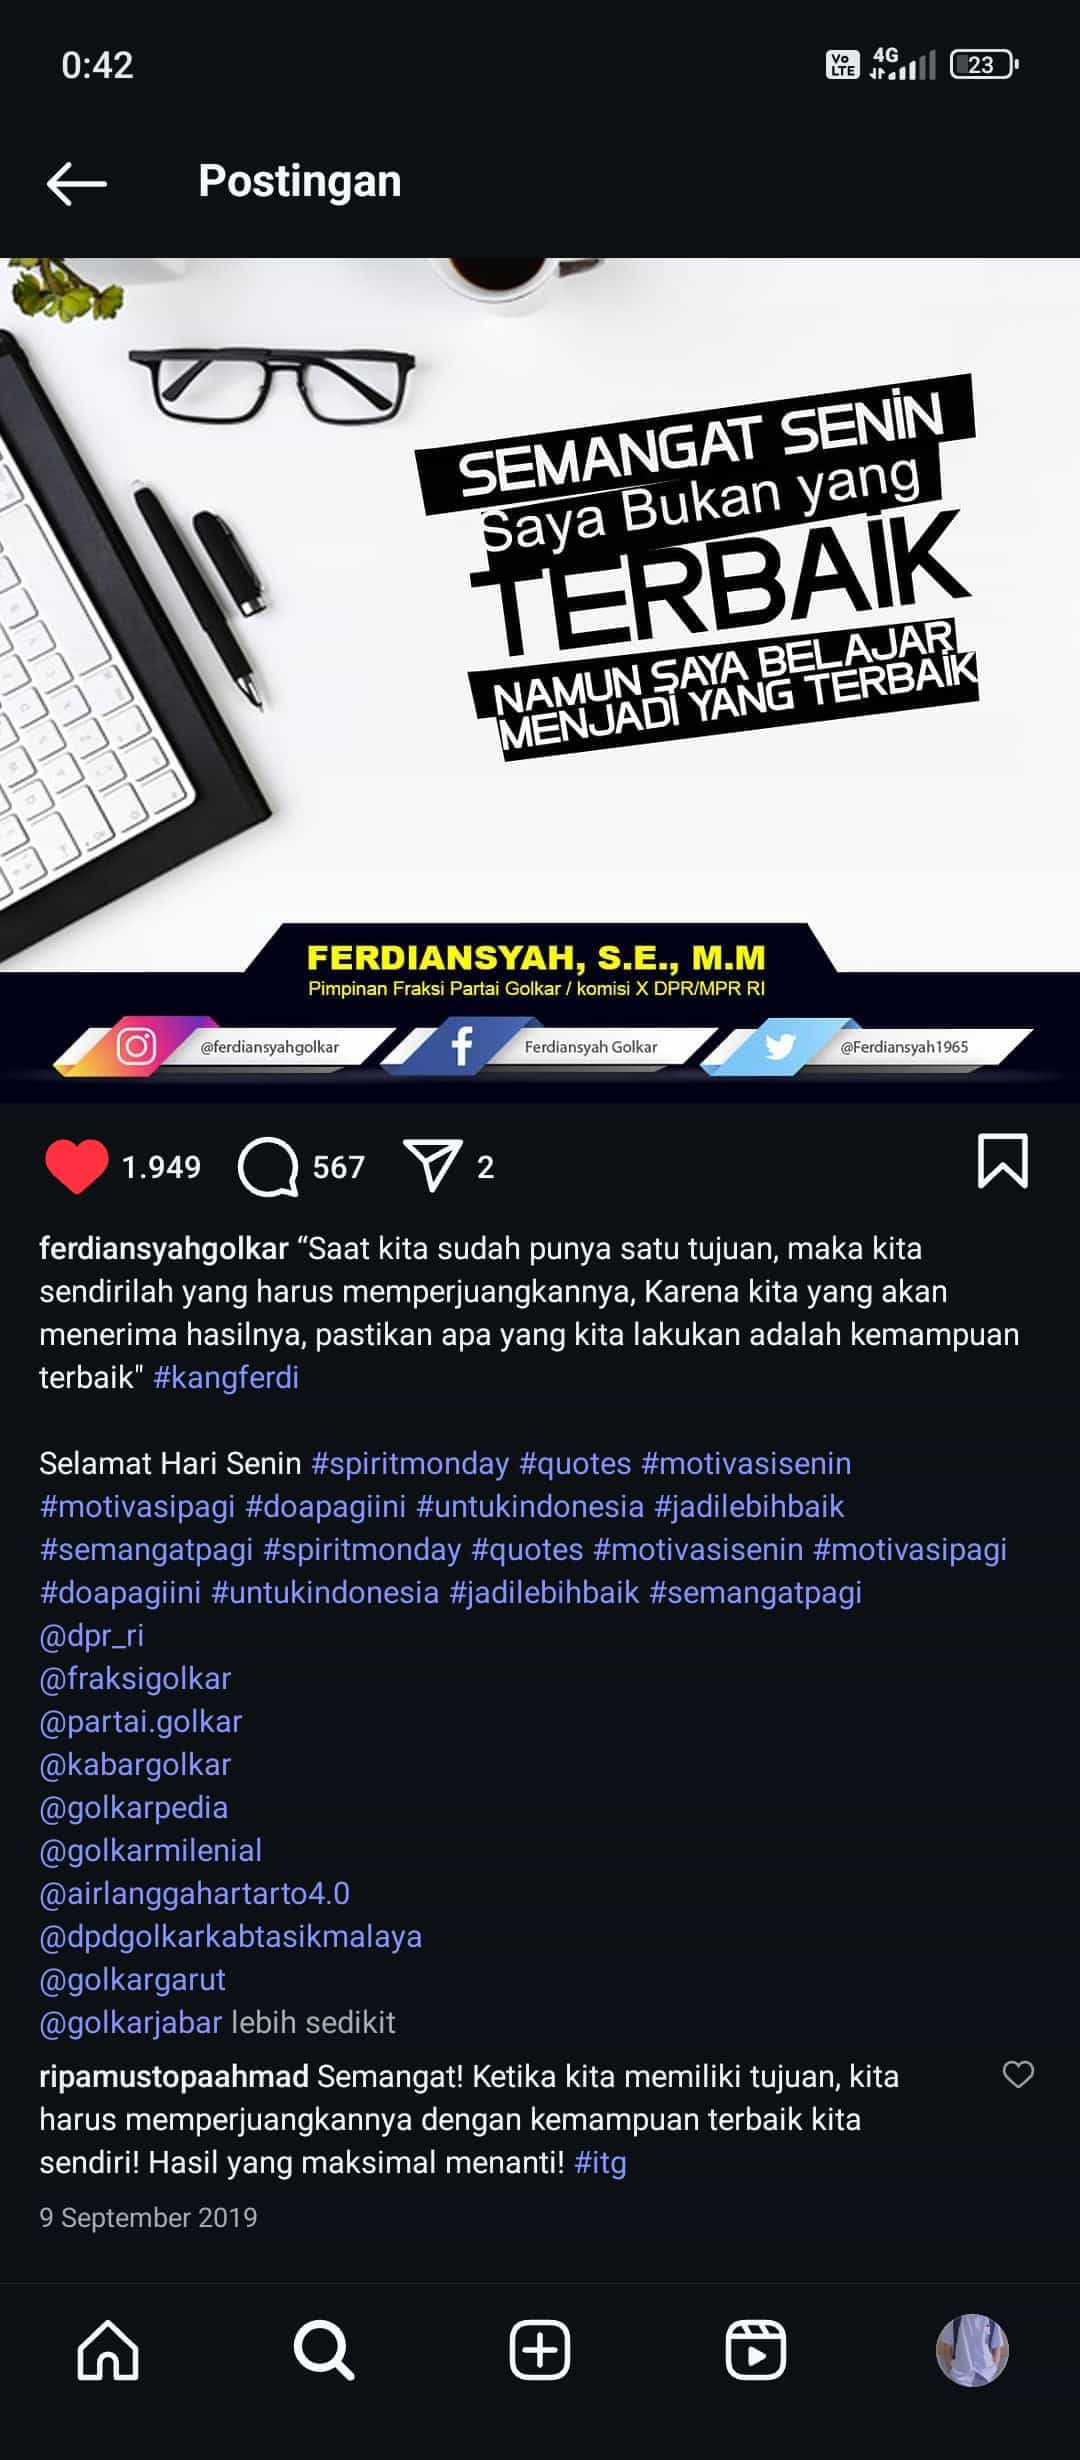 0:42
Vo LTE 4G 23
Postingan
SEMANGAT SENIN
Saya Bukan yang
TERBAIK
NAMUN SAYA BELAJAR
MENJADI YANG TERBAIK
FERDIANSYAH, S.E., M.M
Pimpinan Fraksi Partai Golkar / komisi X DPR/MPR RI
@ferdiansyahgolkar Ferdiansyah Golkar @Ferdiansyah1965
1.949 567 2
ferdiansyahgolkar “Saat kita sudah punya satu tujuan, maka kita
sendirilah yang harus memperjuangkannya, Karena kita yang akan
menerima hasilnya, pastikan apa yang kita lakukan adalah kemampuan
terbaik" #kangferdi
Selamat Hari Senin #spiritmonday #quotes #motivasisenin
#motivasipagi #doapagiini #untukindonesia #jadilebihbaik
#semangatpagi #spiritmonday #quotes #motivasisenin #motivasipagi
#doapagiini #untukindonesia #jadilebihbaik #semangatpagi
@dpr_ri
@fraksigolkar
@partai.golkar
@kabargolkar
@golkarpedia
@golkarmilenial
@airlanggahartarto4.0
@dpdgolkarkabtasikmalaya
@golkargarut
@golkarjabar lebih sedikit
ripamustopaahmad Semangat! Ketika kita memiliki tujuan, kita
harus memperjuangkannya dengan kemampuan terbaik kita
sendiri! Hasil yang maksimal menanti! #itg
9 September 2019